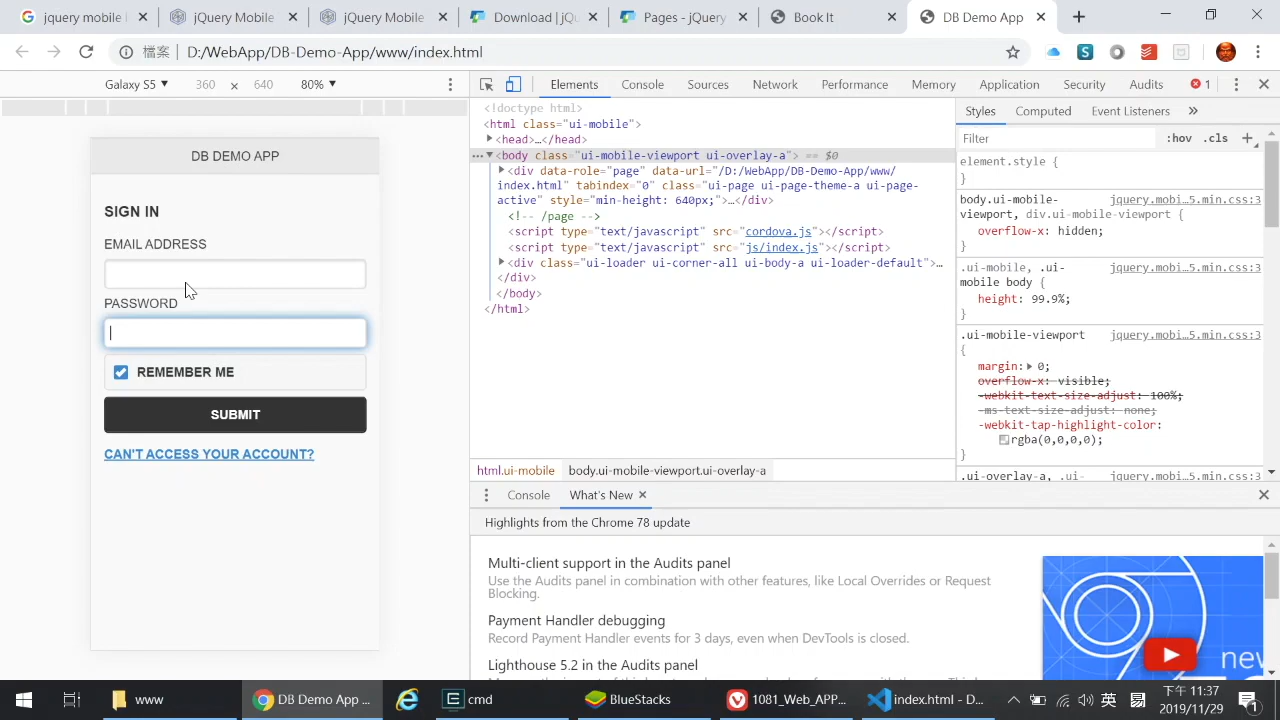 jquery mobile
jQuery Mobile
jQuery Mobile
Download | jQ
Pages - jQuery
Book It
DB Demo App
檔案 | D:/WebApp/DB-Demo-App/www/index.html
Galaxy S5 ▼ 360 × 640 80% ▼
Elements Console Sources Network Performance Memory Application Security Audits 1
DB DEMO APP
SIGN IN
EMAIL ADDRESS
PASSWORD
REMEMBER ME
SUBMIT
CAN'T ACCESS YOUR ACCOUNT?
<!doctype html>
<html class="ui-mobile">
▶<head>…</head>
…▼<body class="ui-mobile-viewport ui-overlay-a"> == $0
▶<div data-role="page" data-url="/D:/WebApp/DB-Demo-App/www/
index.html" tabindex="0" class="ui-page ui-page-theme-a ui-page-
active" style="min-height: 640px;">…</div>
<!-- /page -->
<script type="text/javascript" src="cordova.js"></script>
<script type="text/javascript" src="js/index.js"></script>
▶<div class="ui-loader ui-corner-all ui-body-a ui-loader-default">…
</div>
</body>
</html>
html.ui-mobile body.ui-mobile-viewport.ui-overlay-a
Styles Computed Event Listeners »
Filter :hov .cls +
element.style {
}
body.ui-mobile- jquery.mobi…5.min.css:3
viewport, div.ui-mobile-viewport {
overflow-x: hidden;
}
.ui-mobile, .ui- jquery.mobi…5.min.css:3
mobile body {
height: 99.9%;
}
.ui-mobile-viewport jquery.mobi…5.min.css:3
{
margin:▶ 0;
overflow-x: visible;
-webkit-text-size-adjust: 100%;
-ms-text-size-adjust: none;
-webkit-tap-highlight-color:
rgba(0,0,0,0);
}
.ui-overlay-a, .ui- jquery.mobi…5.min.css:3
Console What's New
Highlights from the Chrome 78 update
Multi-client support in the Audits panel
Use the Audits panel in combination with other features, like Local Overrides or Request
Blocking.
Payment Handler debugging
Record Payment Handler events for 3 days, even when DevTools is closed.
Lighthouse 5.2 in the Audits panel
new
www
DB Demo App ...
cmd
BlueStacks
1081_Web_APP...
index.html - D...
英
下午 11:37
2019/11/29
1